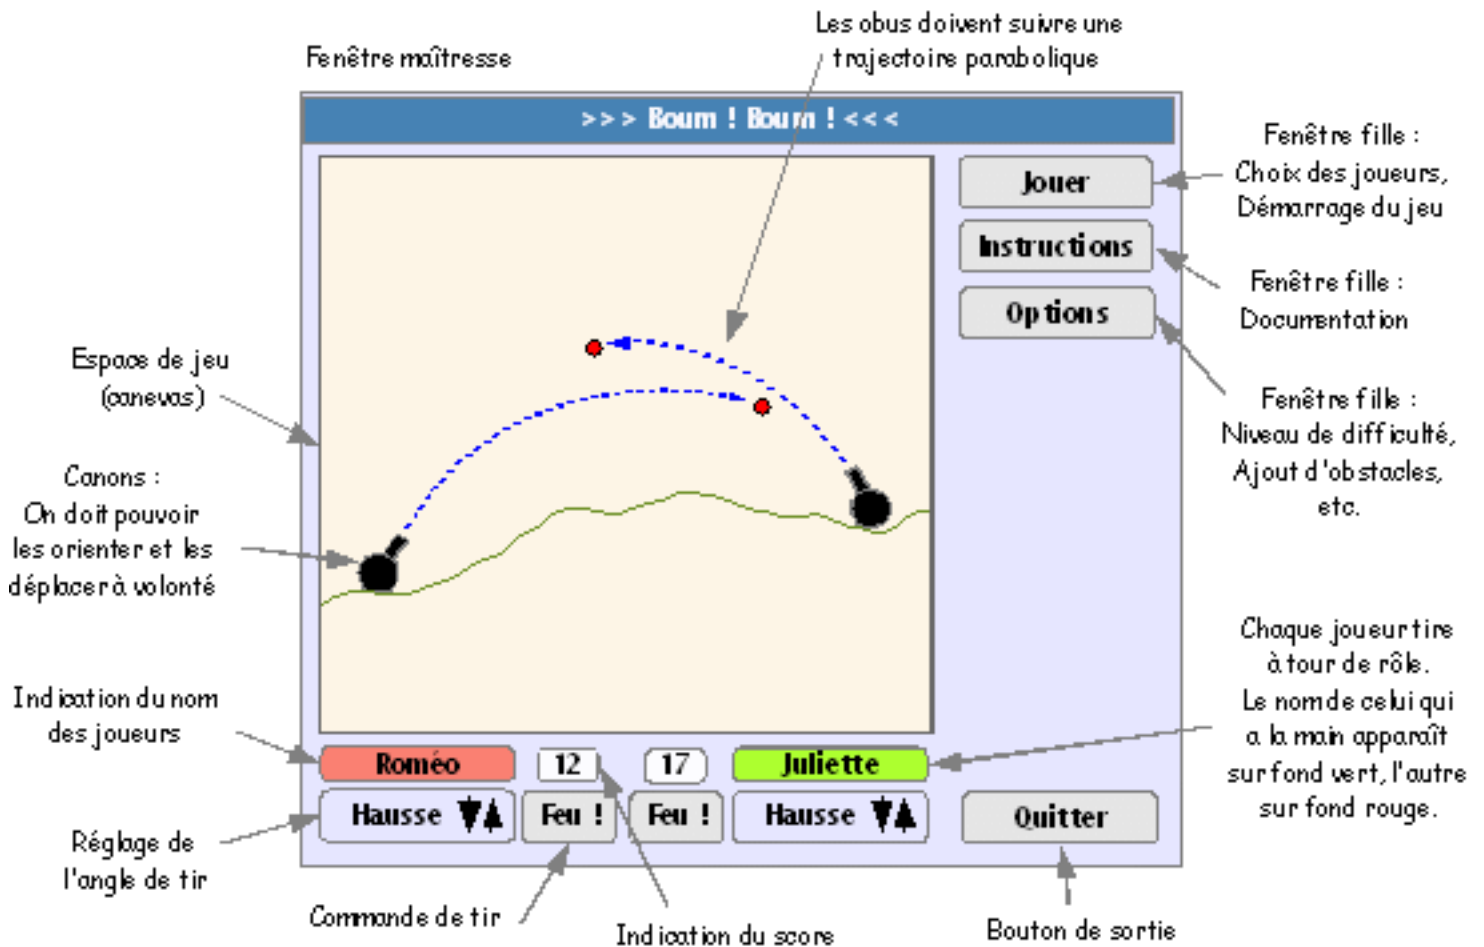 Les obus doivent suivre une
trajectoire parabolique
Fenêtre maîtresse
>>> Boum ! Boum ! <<<
Fenêtre fille :
Choix des joueurs,
Démarrage du jeu
Jouer
Instructions
Fenêtre fille :
Documentation
Options
Espace de jeu
(canevas)
Fenêtre fille :
Niveau de difficulté,
Ajout d'obstacles,
etc.
Canons :
On doit pouvoir
les orienter et les
déplacer à volonté
Chaque joueur tire
à tour de rôle.
Le nom de celui qui
a la main apparaît
sur fond vert, l'autre
sur fond rouge.
Indication du nom
des joueurs
Roméo
12
17
Juliette
Hausse
Feu !
Feu !
Hausse
Quitter
Réglage de
l'angle de tir
Commande de tir
Indication du score
Bouton de sortie